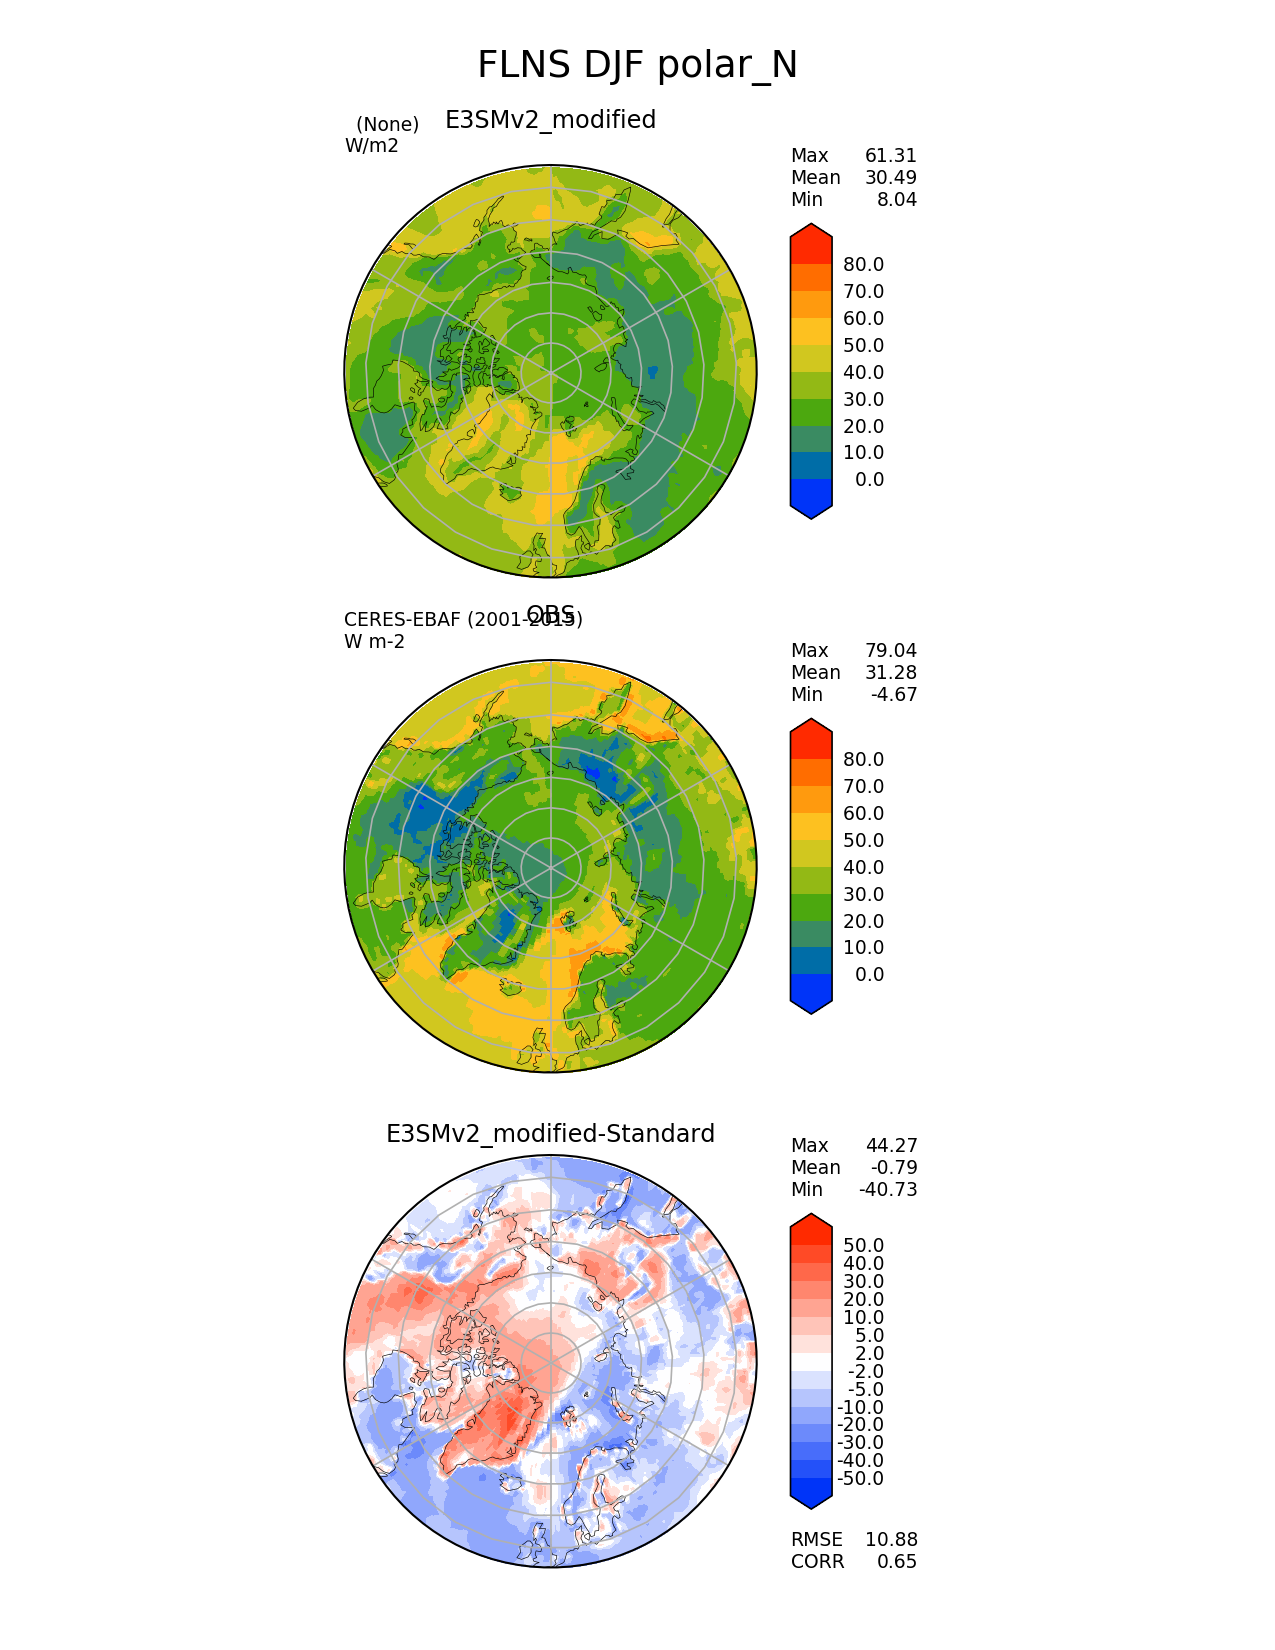 FLNS DJF polar_N
(None)
E3SMv2_modified
W/m2
Max 61.31
Mean 30.49
Min 8.04
80.0
70.0
60.0
50.0
40.0
30.0
20.0
10.0
0.0
OBS
CERES-EBAF (2001-2015)
W m-2
Max 79.04
Mean 31.28
Min -4.67
80.0
70.0
60.0
50.0
40.0
30.0
20.0
10.0
0.0
E3SMv2_modified-Standard
Max 44.27
Mean -0.79
Min -40.73
50.0
40.0
30.0
20.0
10.0
5.0
2.0
-2.0
-5.0
-10.0
-20.0
-30.0
-40.0
-50.0
RMSE 10.88
CORR 0.65